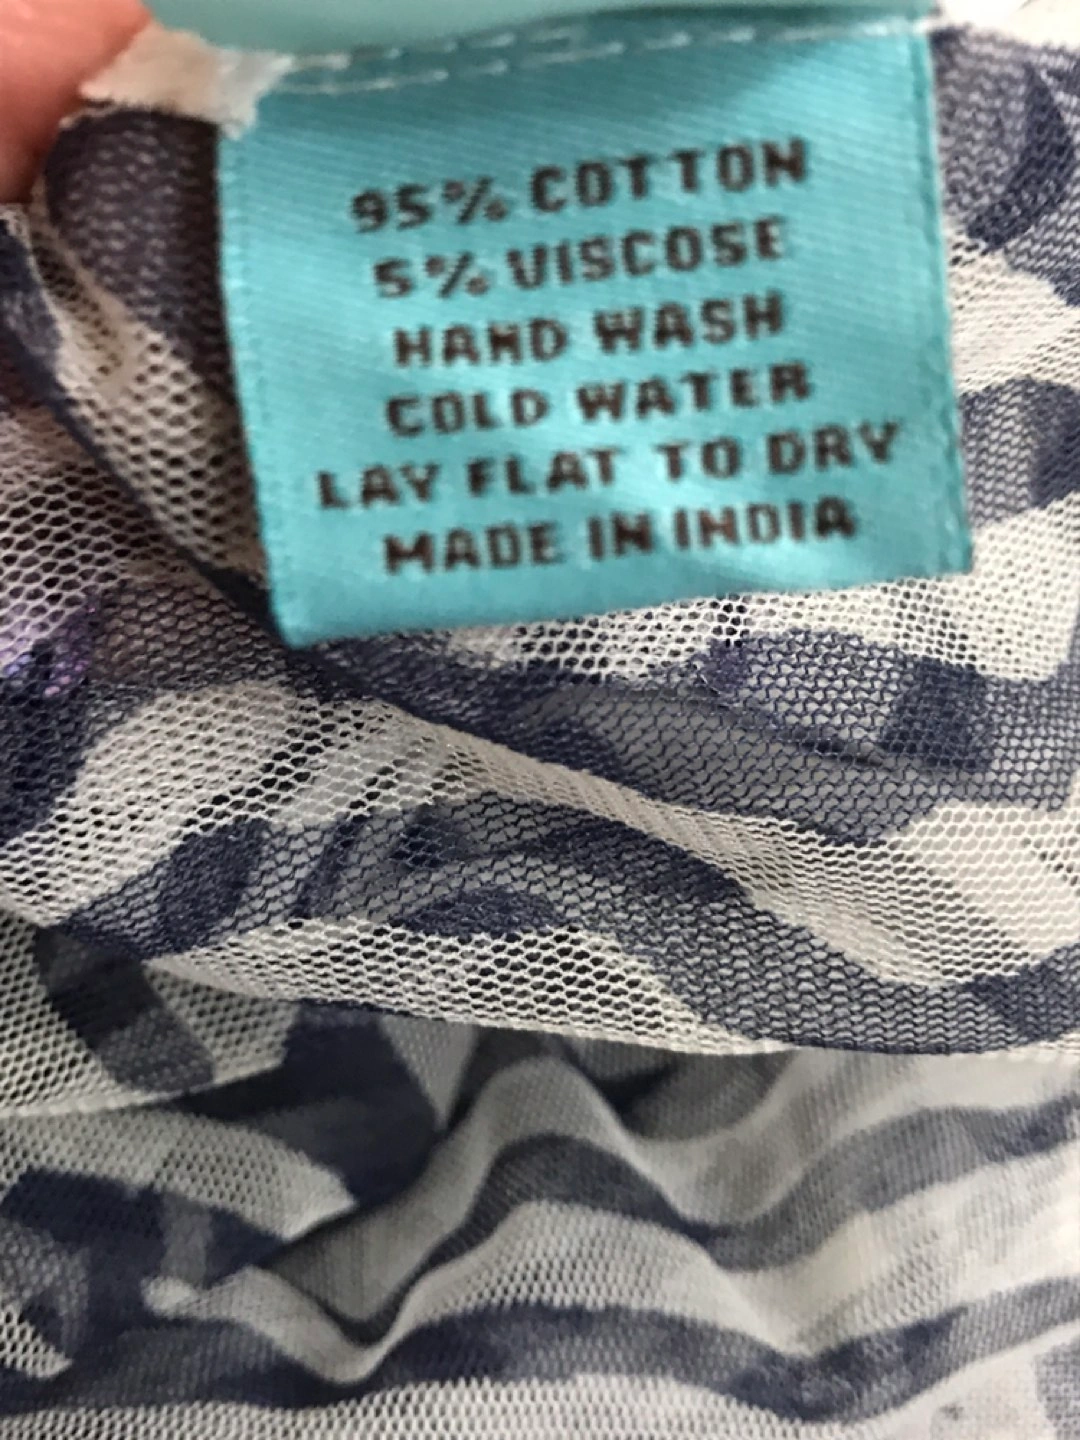 95% COTTON
5% VISCOSE
HAND WASH
COLD WATER
LAY FLAT TO DRY
MADE IN INDIA